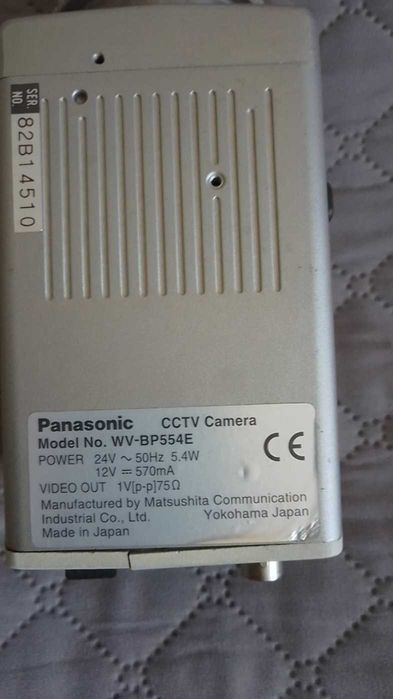 SER.
NO.
82B14510
Panasonic CCTV Camera
Model No. WV-BP554E
POWER 24V ～ 50Hz 5.4W
12V ⎓ 570mA
VIDEO OUT 1V[p-p]75Ω
CE
Manufactured by Matsushita Communication
Industrial Co., Ltd. Yokohama Japan
Made in Japan